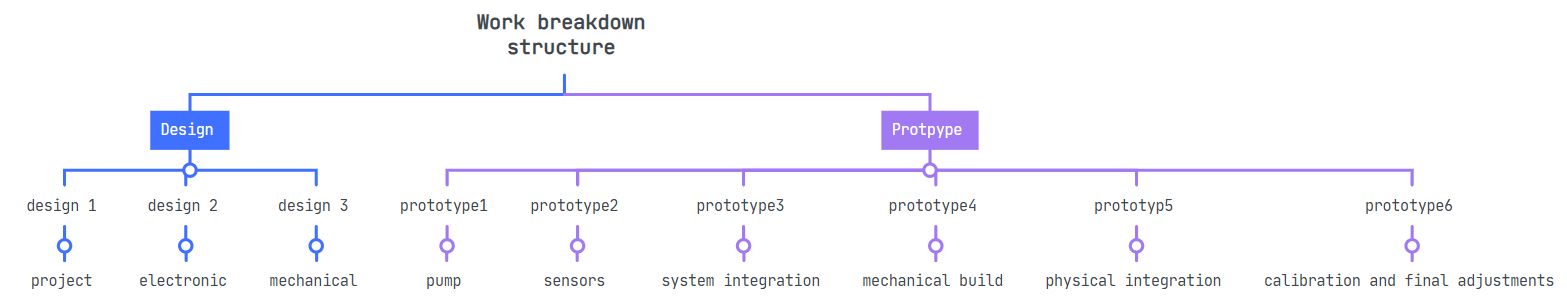 Work breakdown
structure
Design
Protpype
design 1
design 2
design 3
prototype1
prototype2
prototype3
prototype4
prototyp5
prototype6
project
electronic
mechanical
pump
sensors
system integration
mechanical build
physical integration
calibration and final adjustments